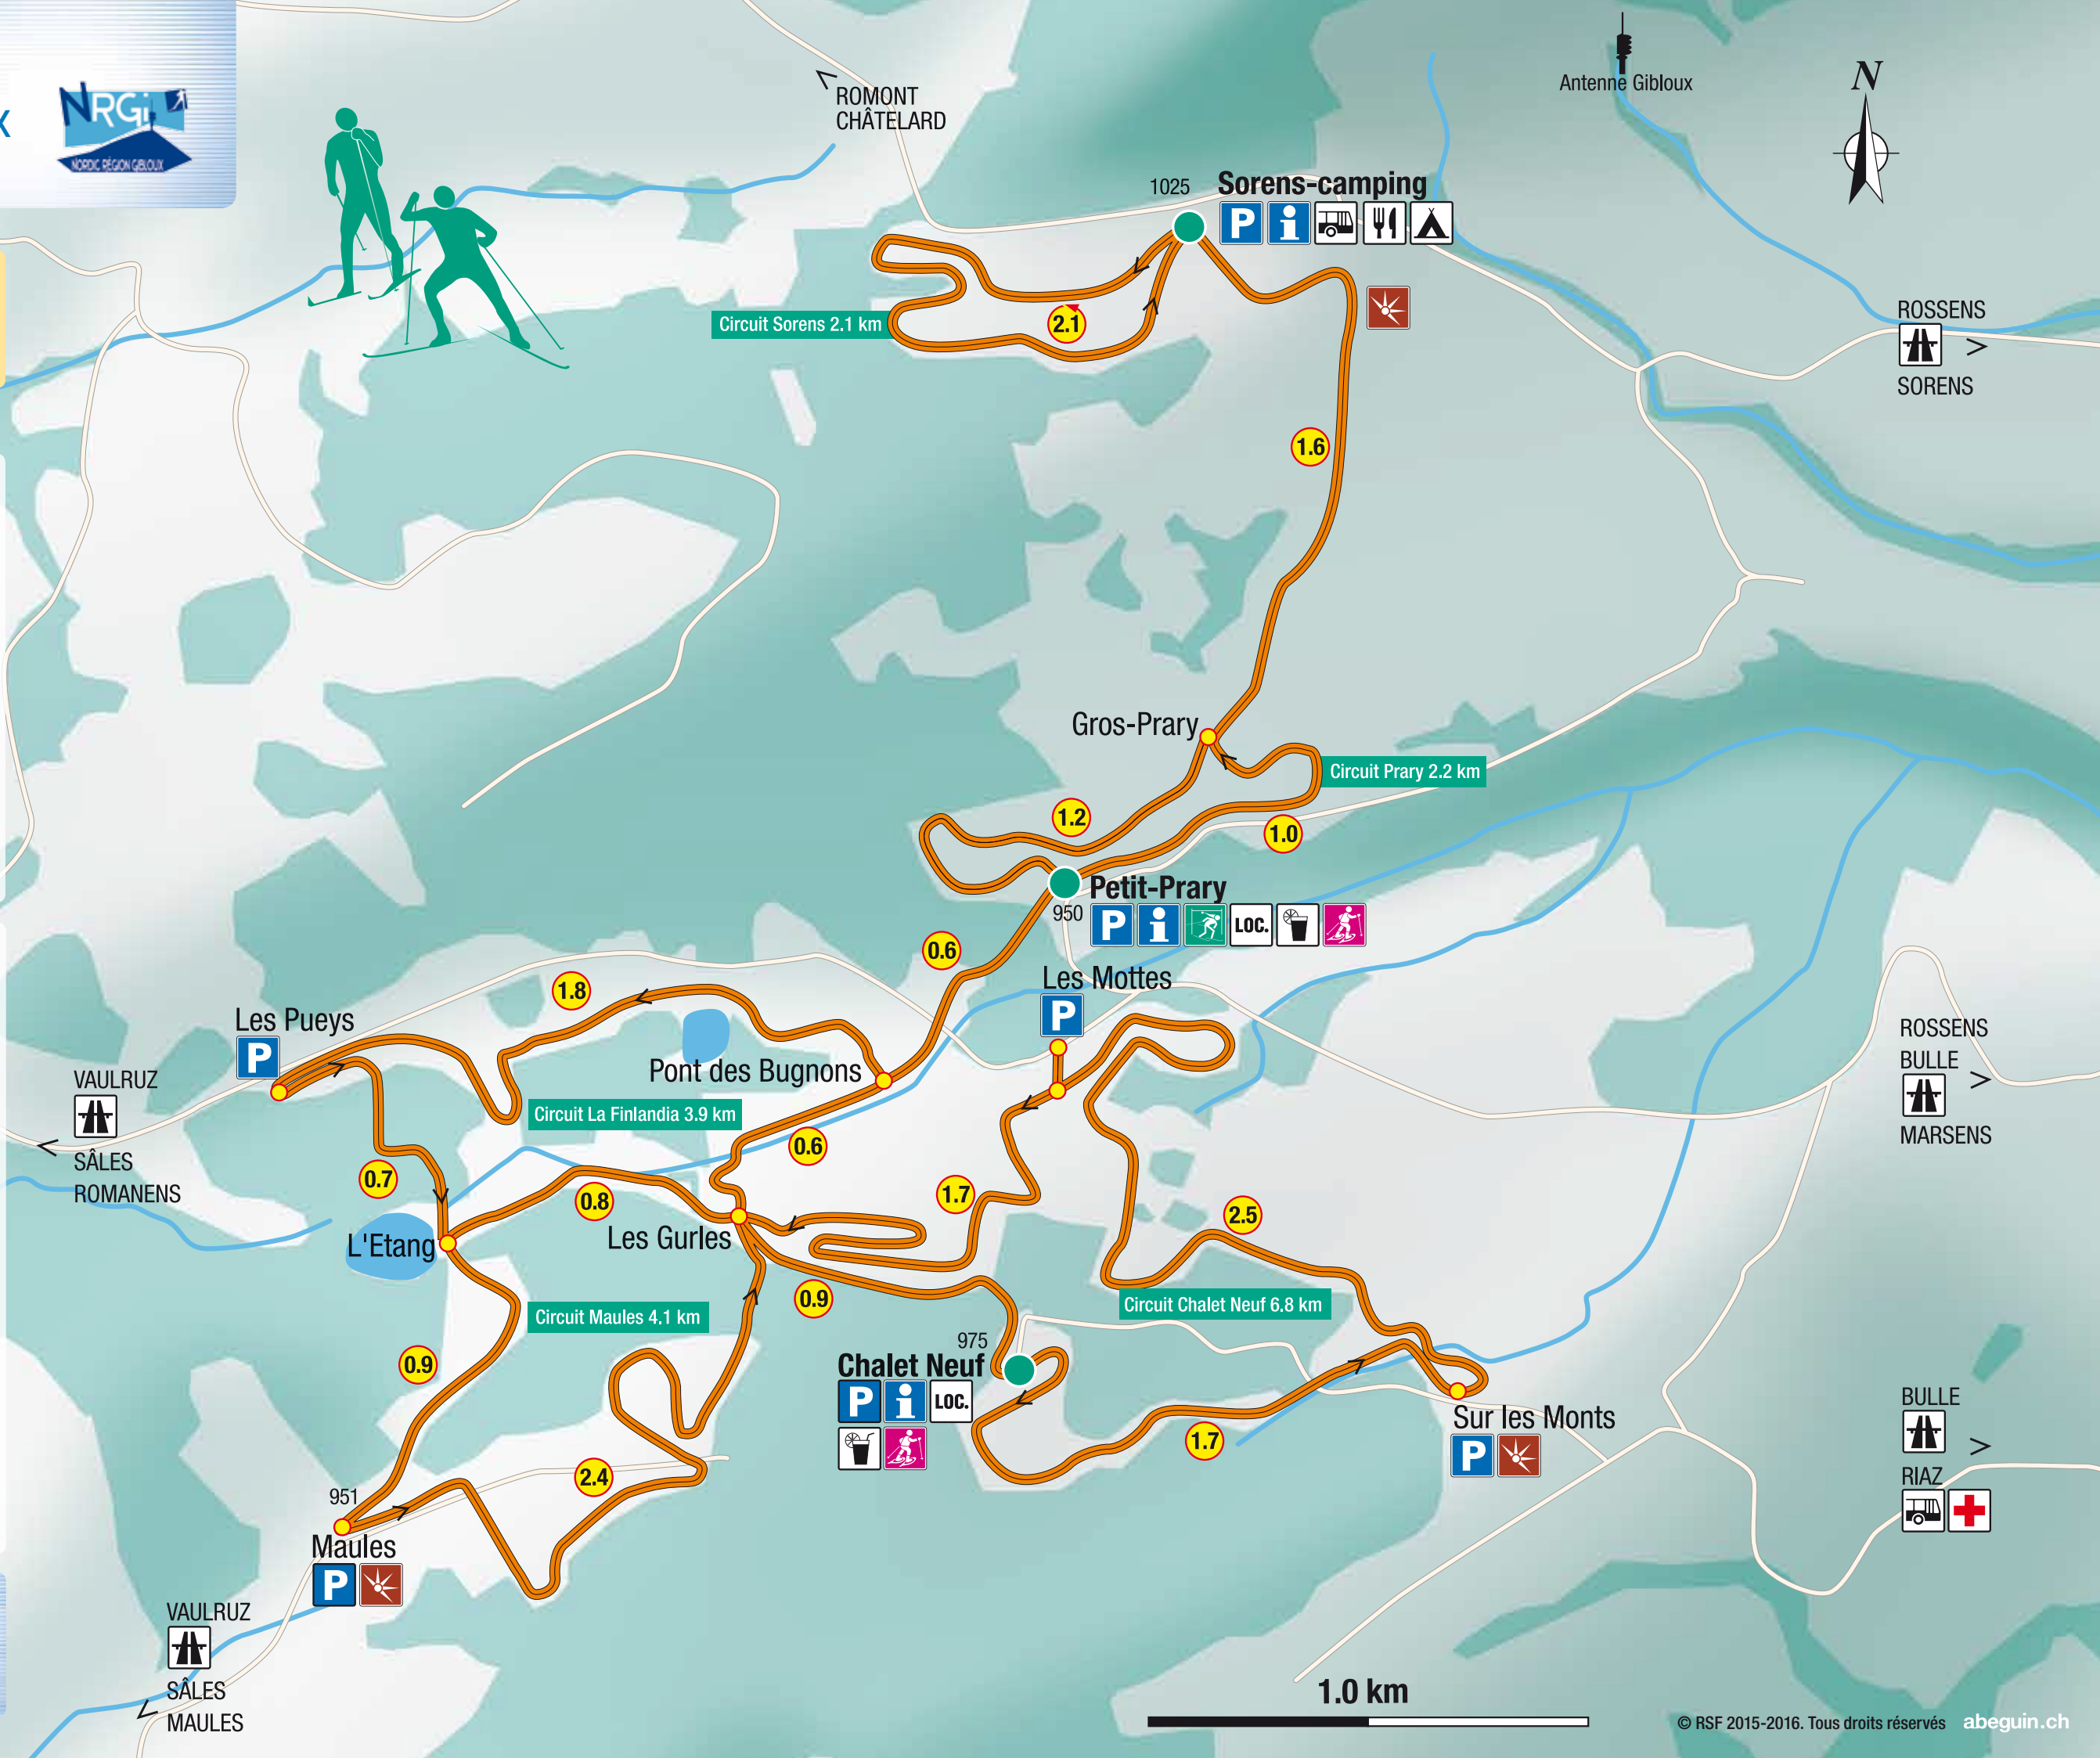 X
NRGi
NORDIC RÉGION GIBLOUX
ROMONT
CHÂTELARD
Antenne Gibloux
N
1025
Sorens-camping
P
i
Circuit Sorens 2.1 km
2.1
ROSSENS
>
SORENS
1.6
Gros-Prary
Circuit Prary 2.2 km
1.2
1.0
Petit-Prary
950
P
i
LOC.
0.6
Les Mottes
P
1.8
Les Pueys
P
Pont des Bugnons
VAULRUZ
<
SÂLES
ROMANENS
Circuit La Finlandia 3.9 km
0.6
0.7
0.8
1.7
2.5
L'Etang
Les Gurles
ROSSENS
BULLE
>
MARSENS
0.9
Circuit Maules 4.1 km
Circuit Chalet Neuf 6.8 km
0.9
975
Chalet Neuf
P
i
LOC.
1.7
Sur les Monts
P
BULLE
>
RIAZ
2.4
951
Maules
P
VAULRUZ
SÂLES
<
MAULES
1.0 km
© RSF 2015-2016. Tous droits réservés abeguin.ch